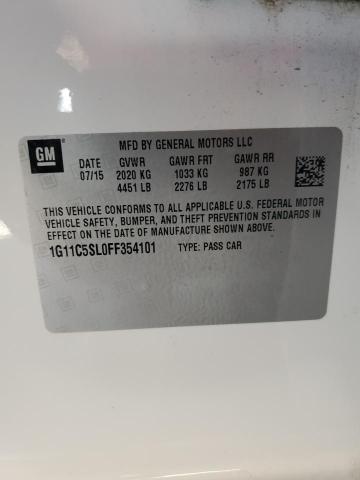 GM
MFD BY GENERAL MOTORS LLC
DATE GVWR GAWR FRT GAWR RR
07/15 2020 KG 1033 KG 987 KG
4451 LB 2276 LB 2175 LB
THIS VEHICLE CONFORMS TO ALL APPLICABLE U.S. FEDERAL MOTOR
VEHICLE SAFETY, BUMPER, AND THEFT PREVENTION STANDARDS IN
EFFECT ON THE DATE OF MANUFACTURE SHOWN ABOVE.
1G11C5SL0FF354101 TYPE: PASS CAR